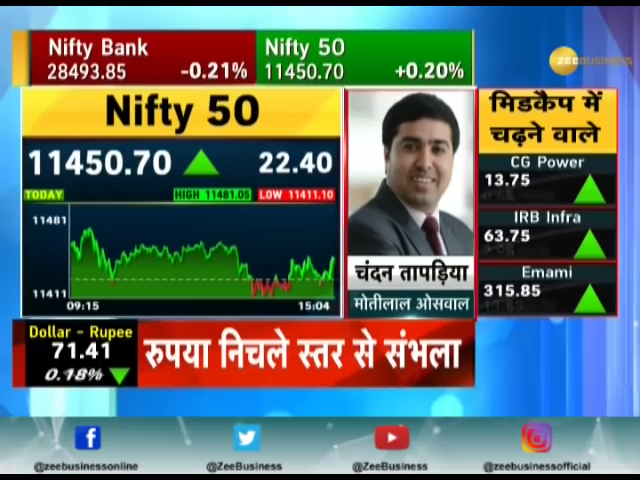 Nifty Bank
28493.85 -0.21%
Nifty 50
11450.70 +0.20%
ZEEBUSINESS
Nifty 50
11450.70 22.40
TODAY HIGH 11481.05 LOW 11411.10
11481
11411
09:15 15:04
चंदन तापड़िया
मोतीलाल ओसवाल
मिडकैप में
चढ़ने वाले
CG Power
13.75
IRB Infra
63.75
Emami
315.85
Dollar - Rupee
71.41
0.18%
रुपया निचले स्तर से संभला
@zeebusinessonline @ZeeBusiness @ZeeBusiness @zeebusinessofficial